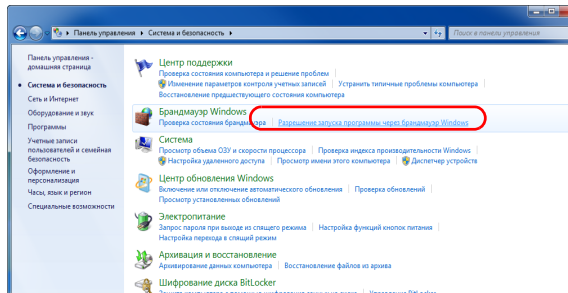 Панель управления ▸ Система и безопасность ▸
Поиск в панели управления
Панель управления -
домашняя страница
Система и безопасность
Сеть и Интернет
Оборудование и звук
Программы
Учетные записи
пользователей и семейная
безопасность
Оформление и
персонализация
Часы, язык и регион
Специальные возможности
Центр поддержки
Проверка состояния компьютера и решение проблем
Изменение параметров контроля учетных записей
Устранить типичные проблемы компьютера
Восстановление предшествующего состояния компьютера
Брандмауэр Windows
Проверка состояния брандмауэра
Разрешение запуска программы через брандмауэр Windows
Система
Просмотр объема ОЗУ и скорости процессора
Проверка индекса производительности Windows
Настройка удаленного доступа
Просмотр имени этого компьютера
Диспетчер устройств
Центр обновления Windows
Включение или отключение автоматического обновления
Проверка обновлений
Просмотр установленных обновлений
Электропитание
Запрос пароля при выходе из спящего режима
Настройка функций кнопок питания
Настройка перехода в спящий режим
Архивация и восстановление
Архивирование данных компьютера
Восстановление файлов из архива
Шифрование диска BitLocker